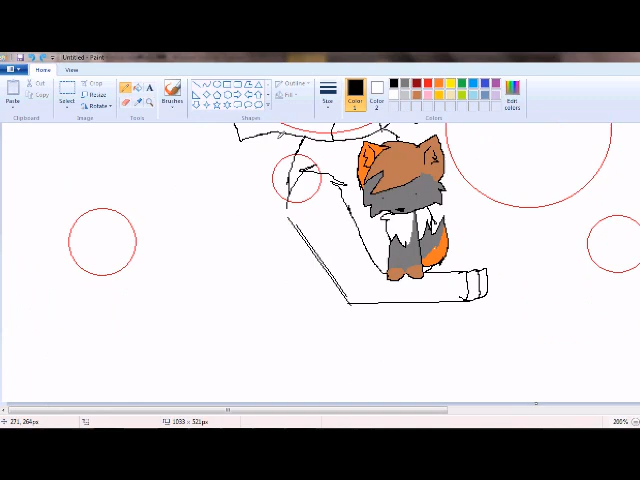 Untitled - Paint
Home View
Paste Cut Copy Select Crop Resize Rotate A Brushes Outline Fill Size Color 1 Color 2 Edit colors
Clipboard Image Tools Shapes Colors
271, 264px 1033 × 521px 200%